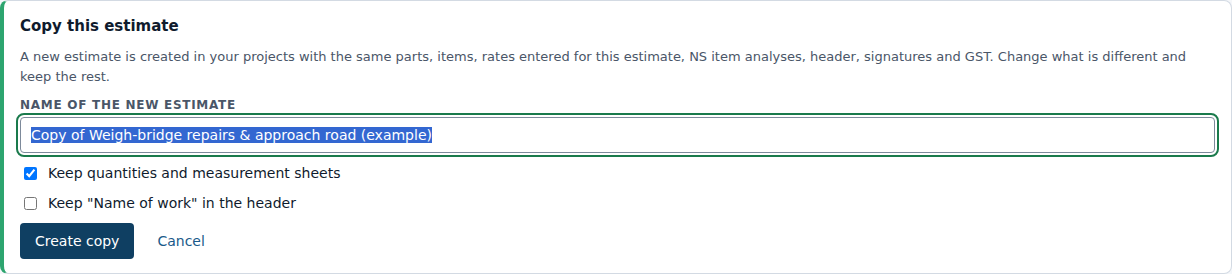 Copy this estimate
A new estimate is created in your projects with the same parts, items, rates entered for this estimate, NS item analyses, header, signatures and GST. Change what is different and
keep the rest.
NAME OF THE NEW ESTIMATE
Copy of Weigh-bridge repairs & approach road (example)
Keep quantities and measurement sheets
Keep "Name of work" in the header
Create copy Cancel